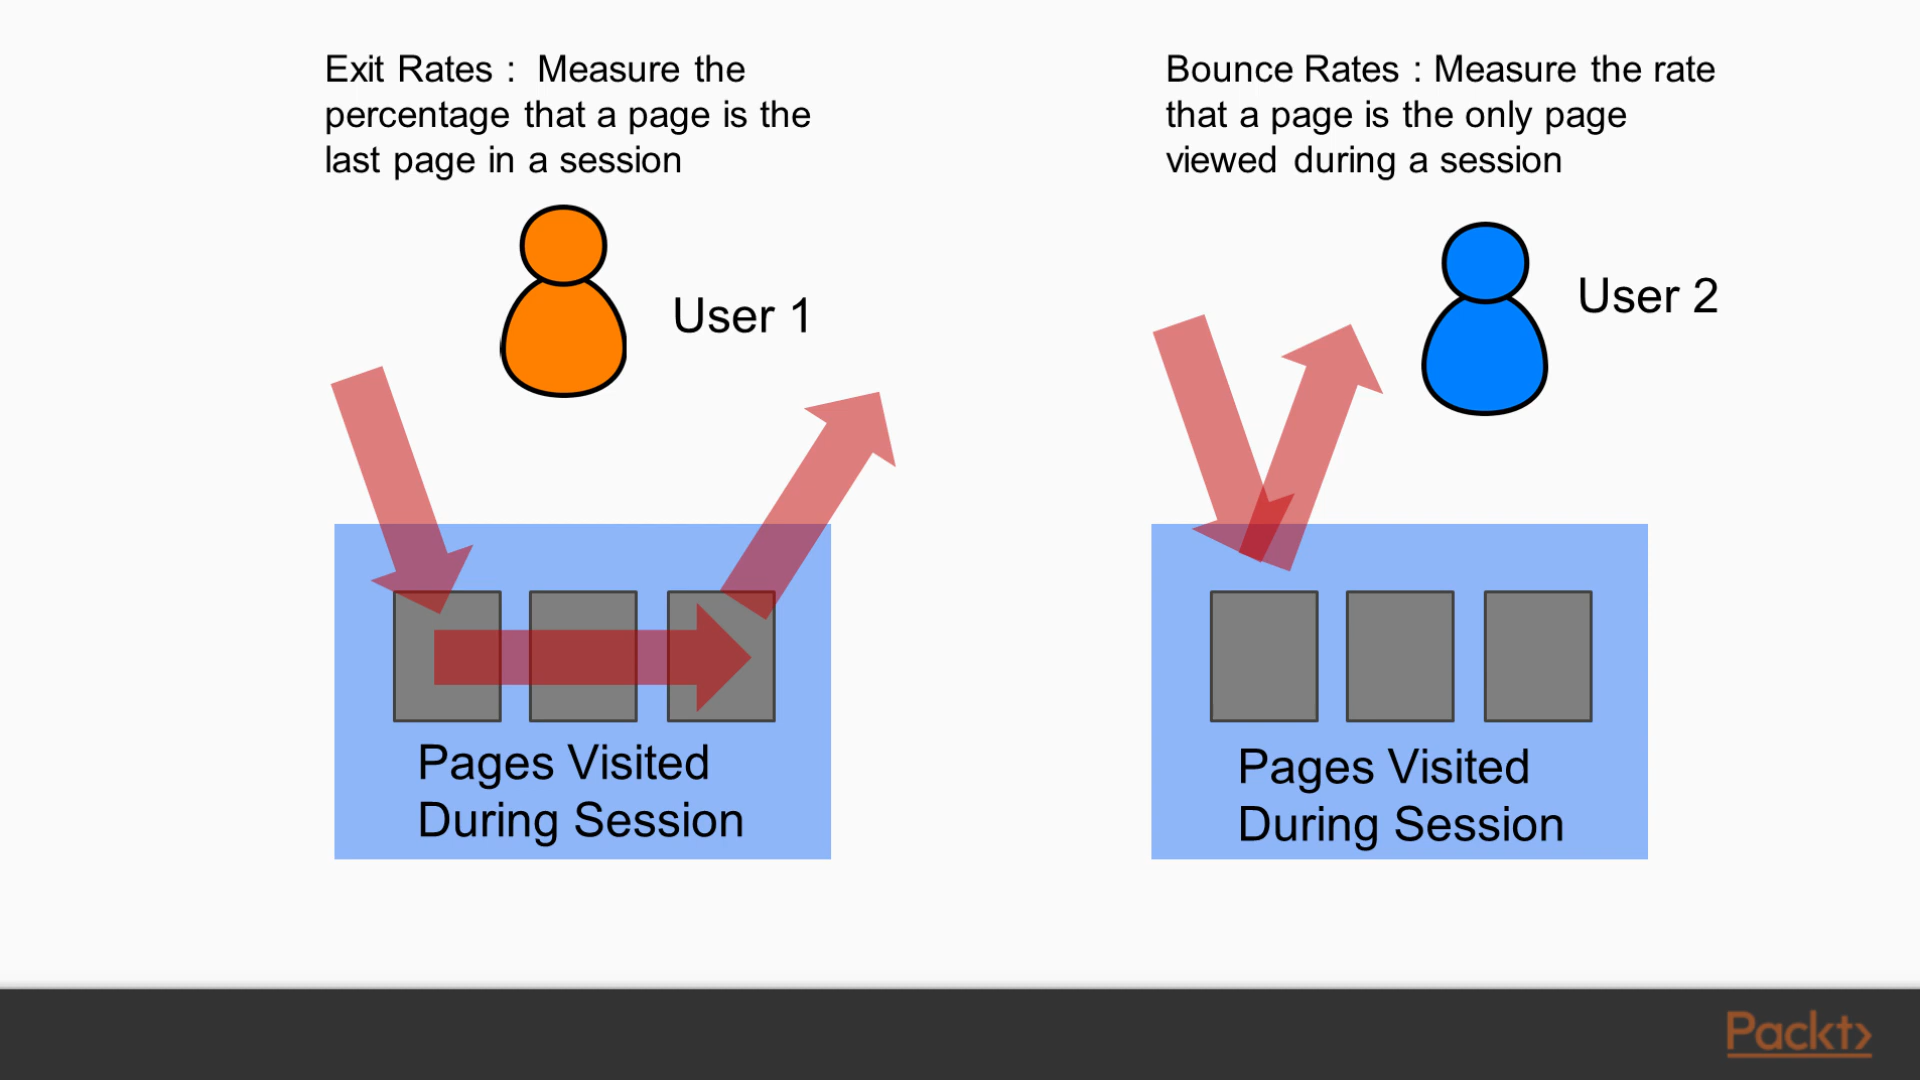 Exit Rates : Measure the
percentage that a page is the
last page in a session
User 1
Pages Visited
During Session
Bounce Rates : Measure the rate
that a page is the only page
viewed during a session
User 2
Pages Visited
During Session
Packt>